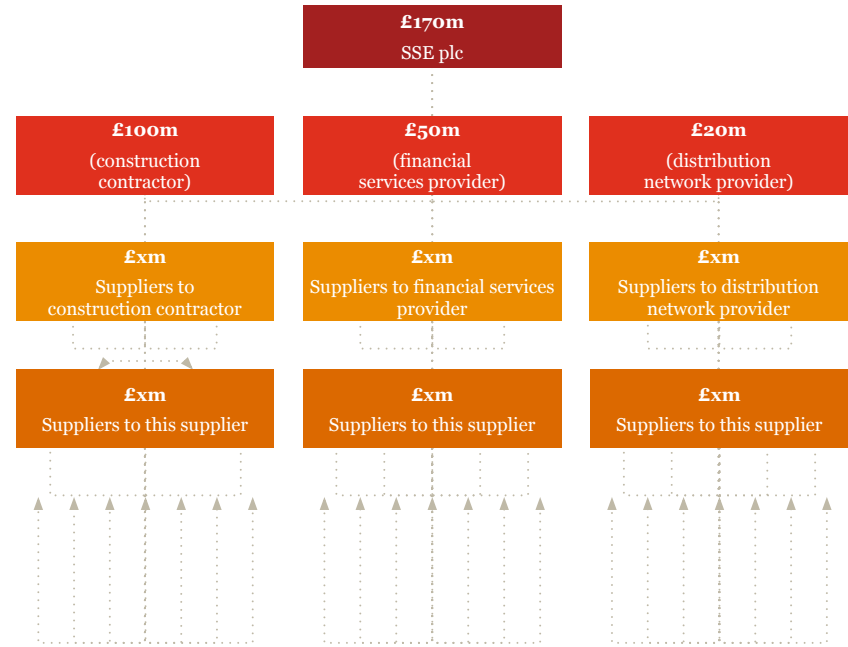 £170m
SSE plc
£100m
(construction
contractor)
£50m
(financial
services provider)
£20m
(distribution
network provider)
£xm
Suppliers to
construction contractor
£xm
Suppliers to financial services
provider
£xm
Suppliers to distribution
network provider
£xm
Suppliers to this supplier
£xm
Suppliers to this supplier
£xm
Suppliers to this supplier